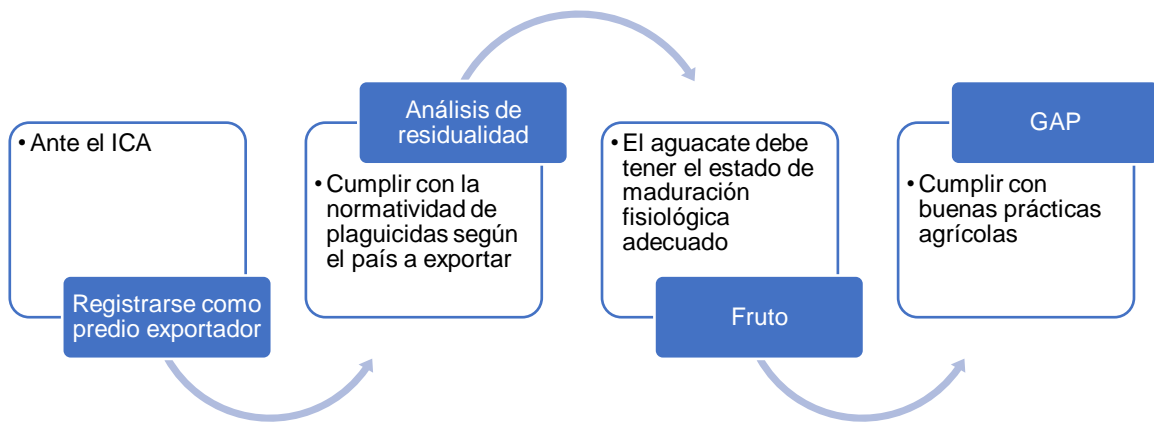 • Ante el ICA
Registrarse como
predio exportador
Análisis de
residualidad
• Cumplir con la
normatividad de
plaguicidas según
el país a exportar
• El aguacate debe
tener el estado de
maduración
fisiológica
adecuado
Fruto
GAP
• Cumplir con
buenas prácticas
agrícolas